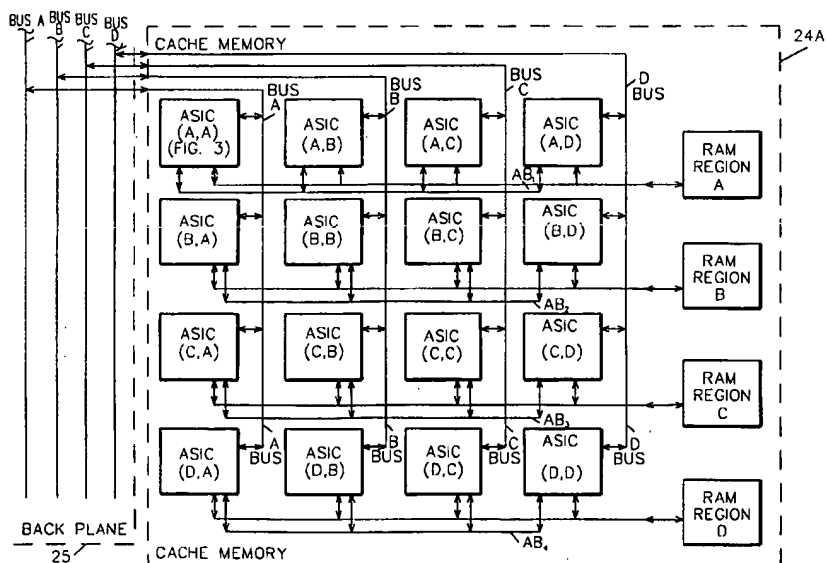 BUS A
BUS B
BUS C
BUS D
CACHE MEMORY
24A
BUS A
BUS B
BUS C
D BUS
ASIC
(A,A)
(FIG. 3)
ASIC
(A,B)
ASIC
(A,C)
ASIC
(A,D)
RAM
REGION
A
AB1
ASIC
(B,A)
ASIC
(B,B)
ASIC
(B,C)
ASIC
(B,D)
RAM
REGION
B
AB2
ASIC
(C,A)
ASIC
(C,B)
ASIC
(C,C)
ASIC
(C,D)
RAM
REGION
C
AB3
A BUS
B BUS
C BUS
D BUS
ASIC
(D,A)
ASIC
(D,B)
ASIC
(D,C)
ASIC
(D,D)
RAM
REGION
D
AB4
BACK PLANE
25
CACHE MEMORY